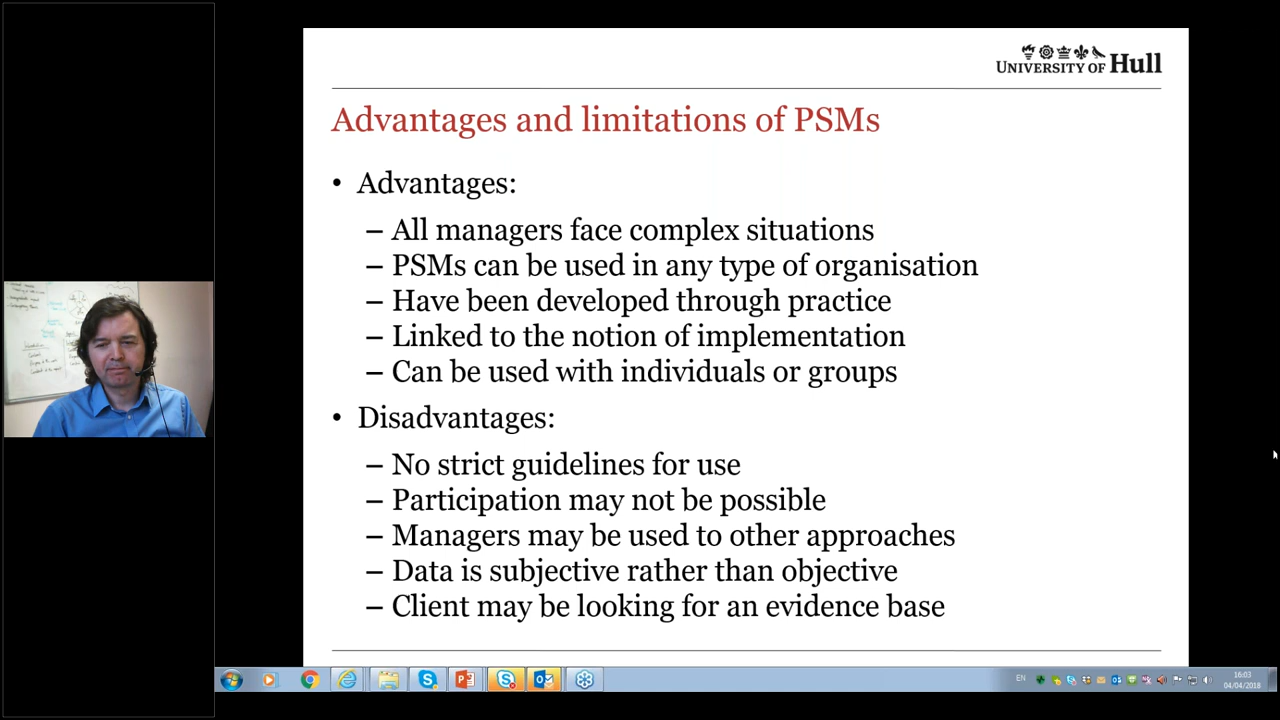 UNIVERSITY OF Hull
Advantages and limitations of PSMs
• Advantages:
– All managers face complex situations
– PSMs can be used in any type of organisation
– Have been developed through practice
– Linked to the notion of implementation
– Can be used with individuals or groups
• Disadvantages:
– No strict guidelines for use
– Participation may not be possible
– Managers may be used to other approaches
– Data is subjective rather than objective
– Client may be looking for an evidence base
EN
16:03
04/04/2018